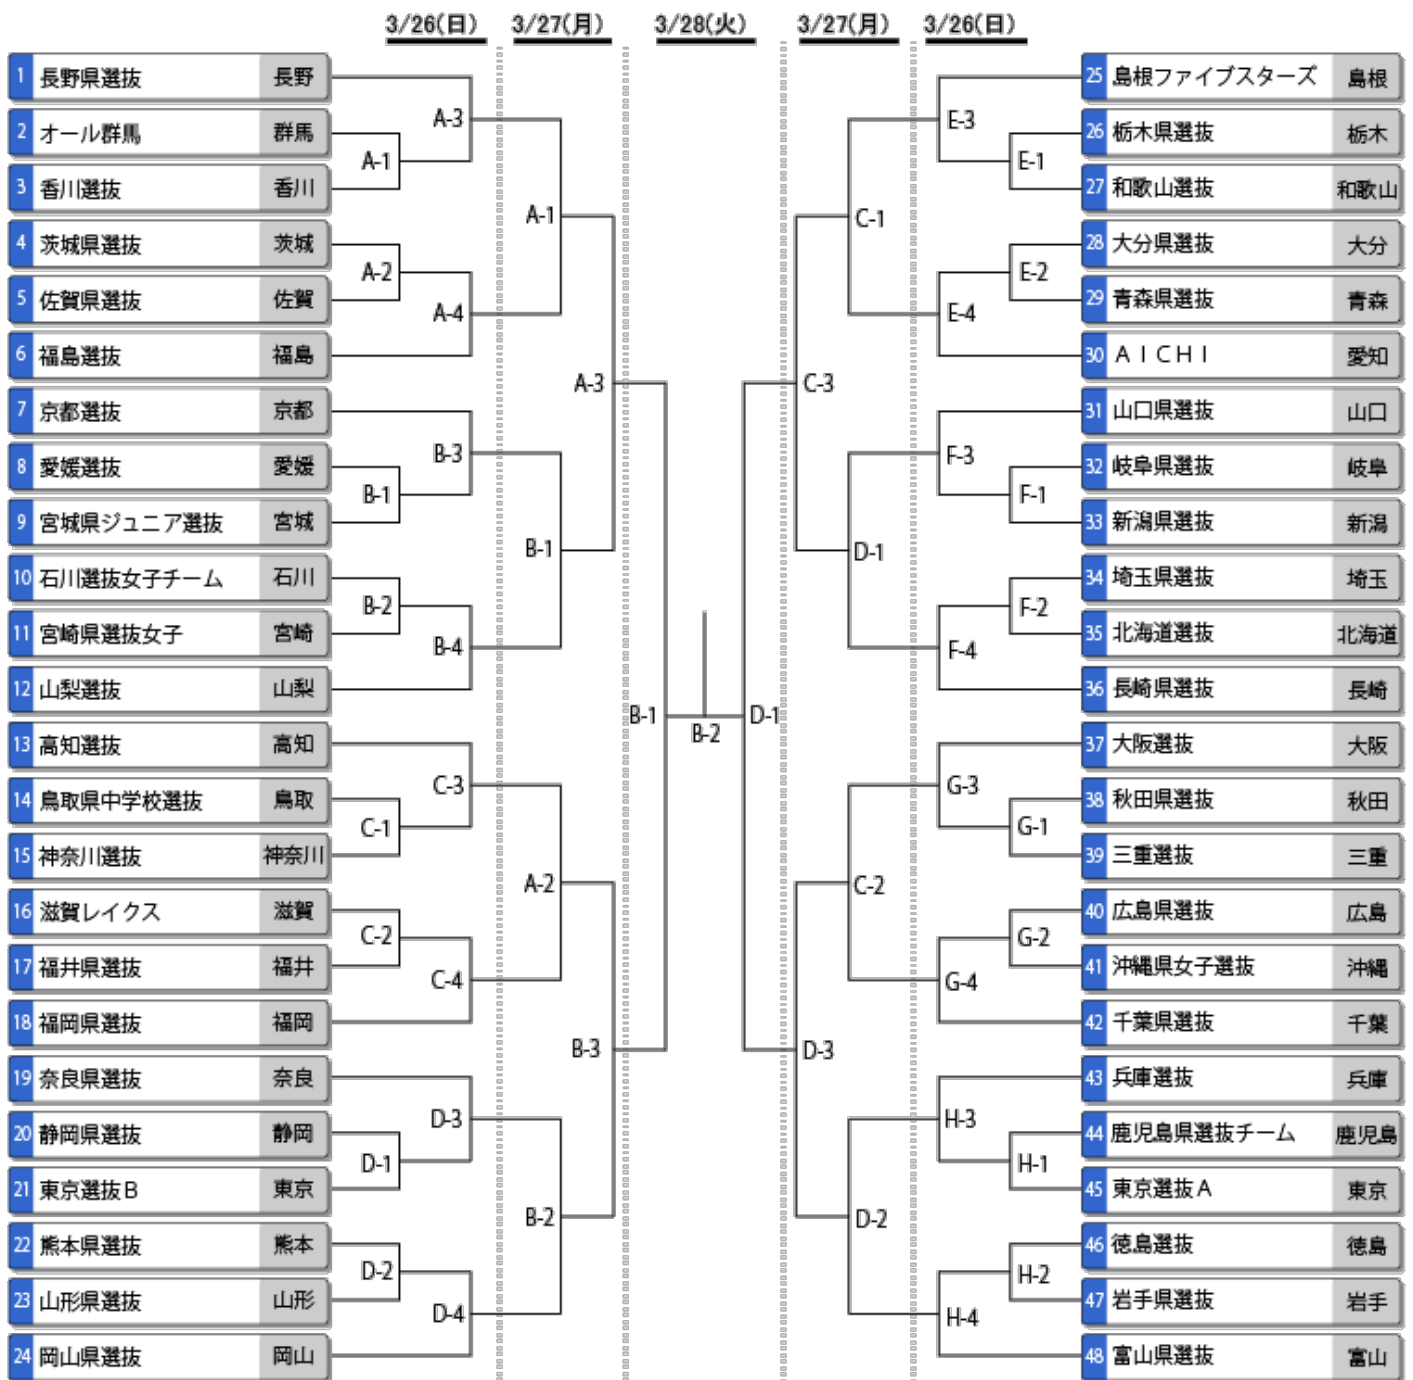 3/26(日) 3/27(月) 3/28(火) 3/27(月) 3/26(日)
1 長野県選抜 長野
2 オール群馬 群馬
3 香川選抜 香川
4 茨城県選抜 茨城
5 佐賀県選抜 佐賀
6 福島選抜 福島
7 京都選抜 京都
8 愛媛選抜 愛媛
9 宮城県ジュニア選抜 宮城
10 石川選抜女子チーム 石川
11 宮崎県選抜女子 宮崎
12 山梨選抜 山梨
13 高知選抜 高知
14 鳥取県中学校選抜 鳥取
15 神奈川選抜 神奈川
16 滋賀レイクス 滋賀
17 福井県選抜 福井
18 福岡県選抜 福岡
19 奈良県選抜 奈良
20 静岡県選抜 静岡
21 東京選抜B 東京
22 熊本県選抜 熊本
23 山形県選抜 山形
24 岡山県選抜 岡山
A-3
A-1
A-2
A-4
B-3
B-1
B-2
B-4
C-3
C-1
C-2
C-4
D-3
D-1
D-2
D-4
A-1
B-1
A-2
B-2
A-3
B-3
B-1
B-2
D-1
C-3
D-3
C-1
D-1
C-2
D-2
E-3
E-1
E-2
E-4
F-3
F-1
F-2
F-4
G-3
G-1
G-2
G-4
H-3
H-1
H-2
H-4
25 島根ファイブスターズ 島根
26 栃木県選抜 栃木
27 和歌山選抜 和歌山
28 大分県選抜 大分
29 青森県選抜 青森
30 AICHI 愛知
31 山口県選抜 山口
32 岐阜県選抜 岐阜
33 新潟県選抜 新潟
34 埼玉県選抜 埼玉
35 北海道選抜 北海道
36 長崎県選抜 長崎
37 大阪選抜 大阪
38 秋田県選抜 秋田
39 三重選抜 三重
40 広島県選抜 広島
41 沖縄県女子選抜 沖縄
42 千葉県選抜 千葉
43 兵庫選抜 兵庫
44 鹿児島県選抜チーム 鹿児島
45 東京選抜A 東京
46 徳島選抜 徳島
47 岩手県選抜 岩手
48 富山県選抜 富山